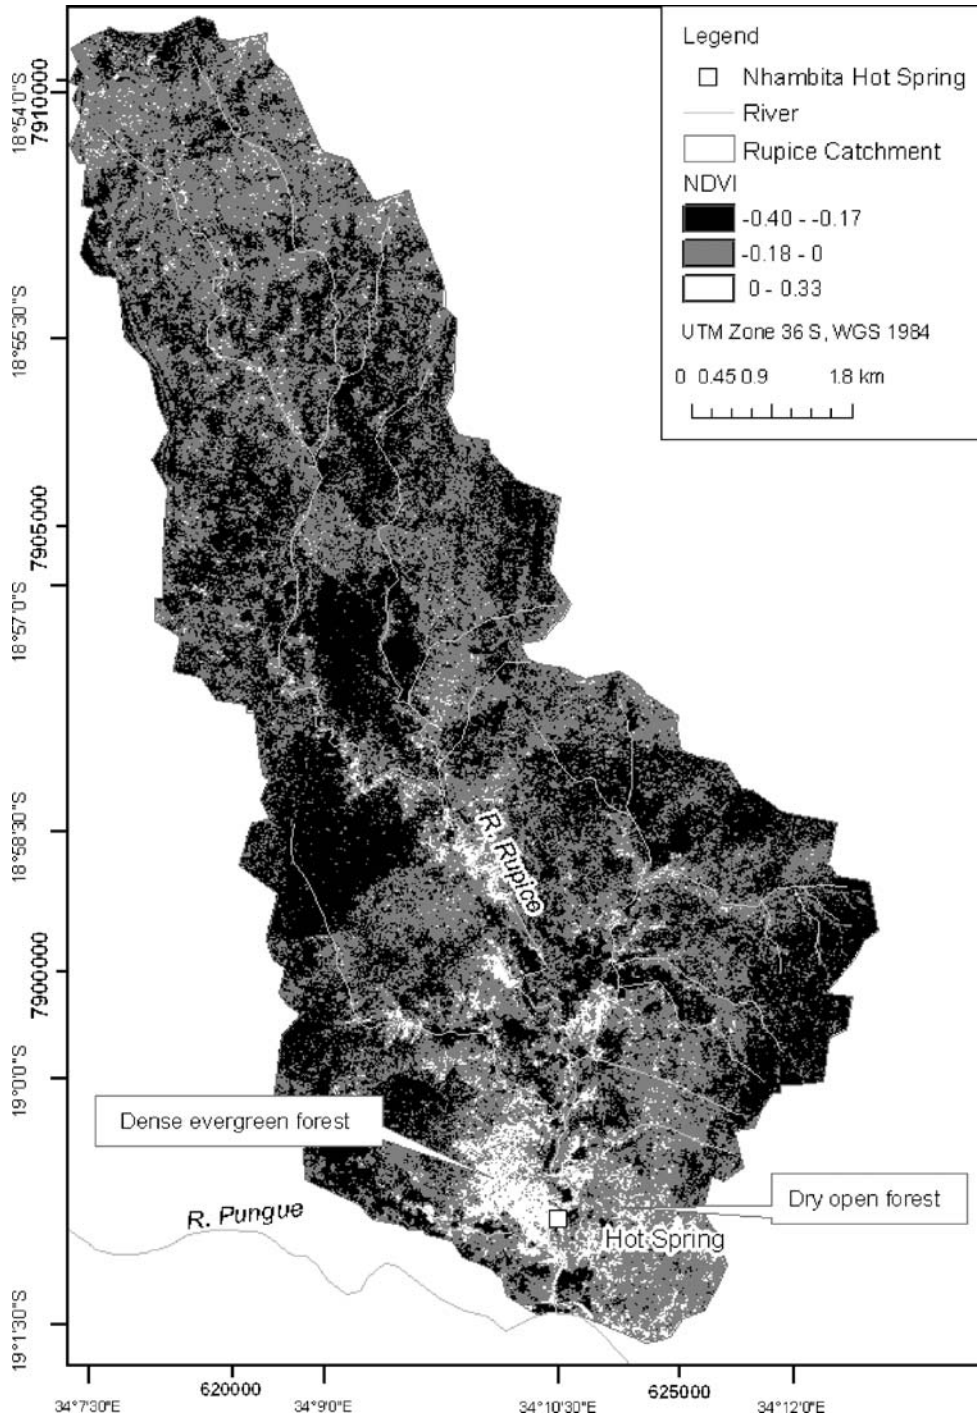 Legend
Nhambita Hot Spring
River
Rupice Catchment
NDVI
-0.40 - -0.17
-0.18 - 0
0 - 0.33
UTM Zone 36 S, WGS 1984
0 0.45 0.9 1.8 km
18°54'0"S
7910000
18°55'30"S
7905000
18°57'0"S
R. Rupice
18°58'30"S
7900000
19°0'0"S
Dense evergreen forest
Dry open forest
R. Pungue
Hot Spring
19°1'30"S
620000
625000
34°7'30"E
34°9'0"E
34°10'30"E
34°12'0"E